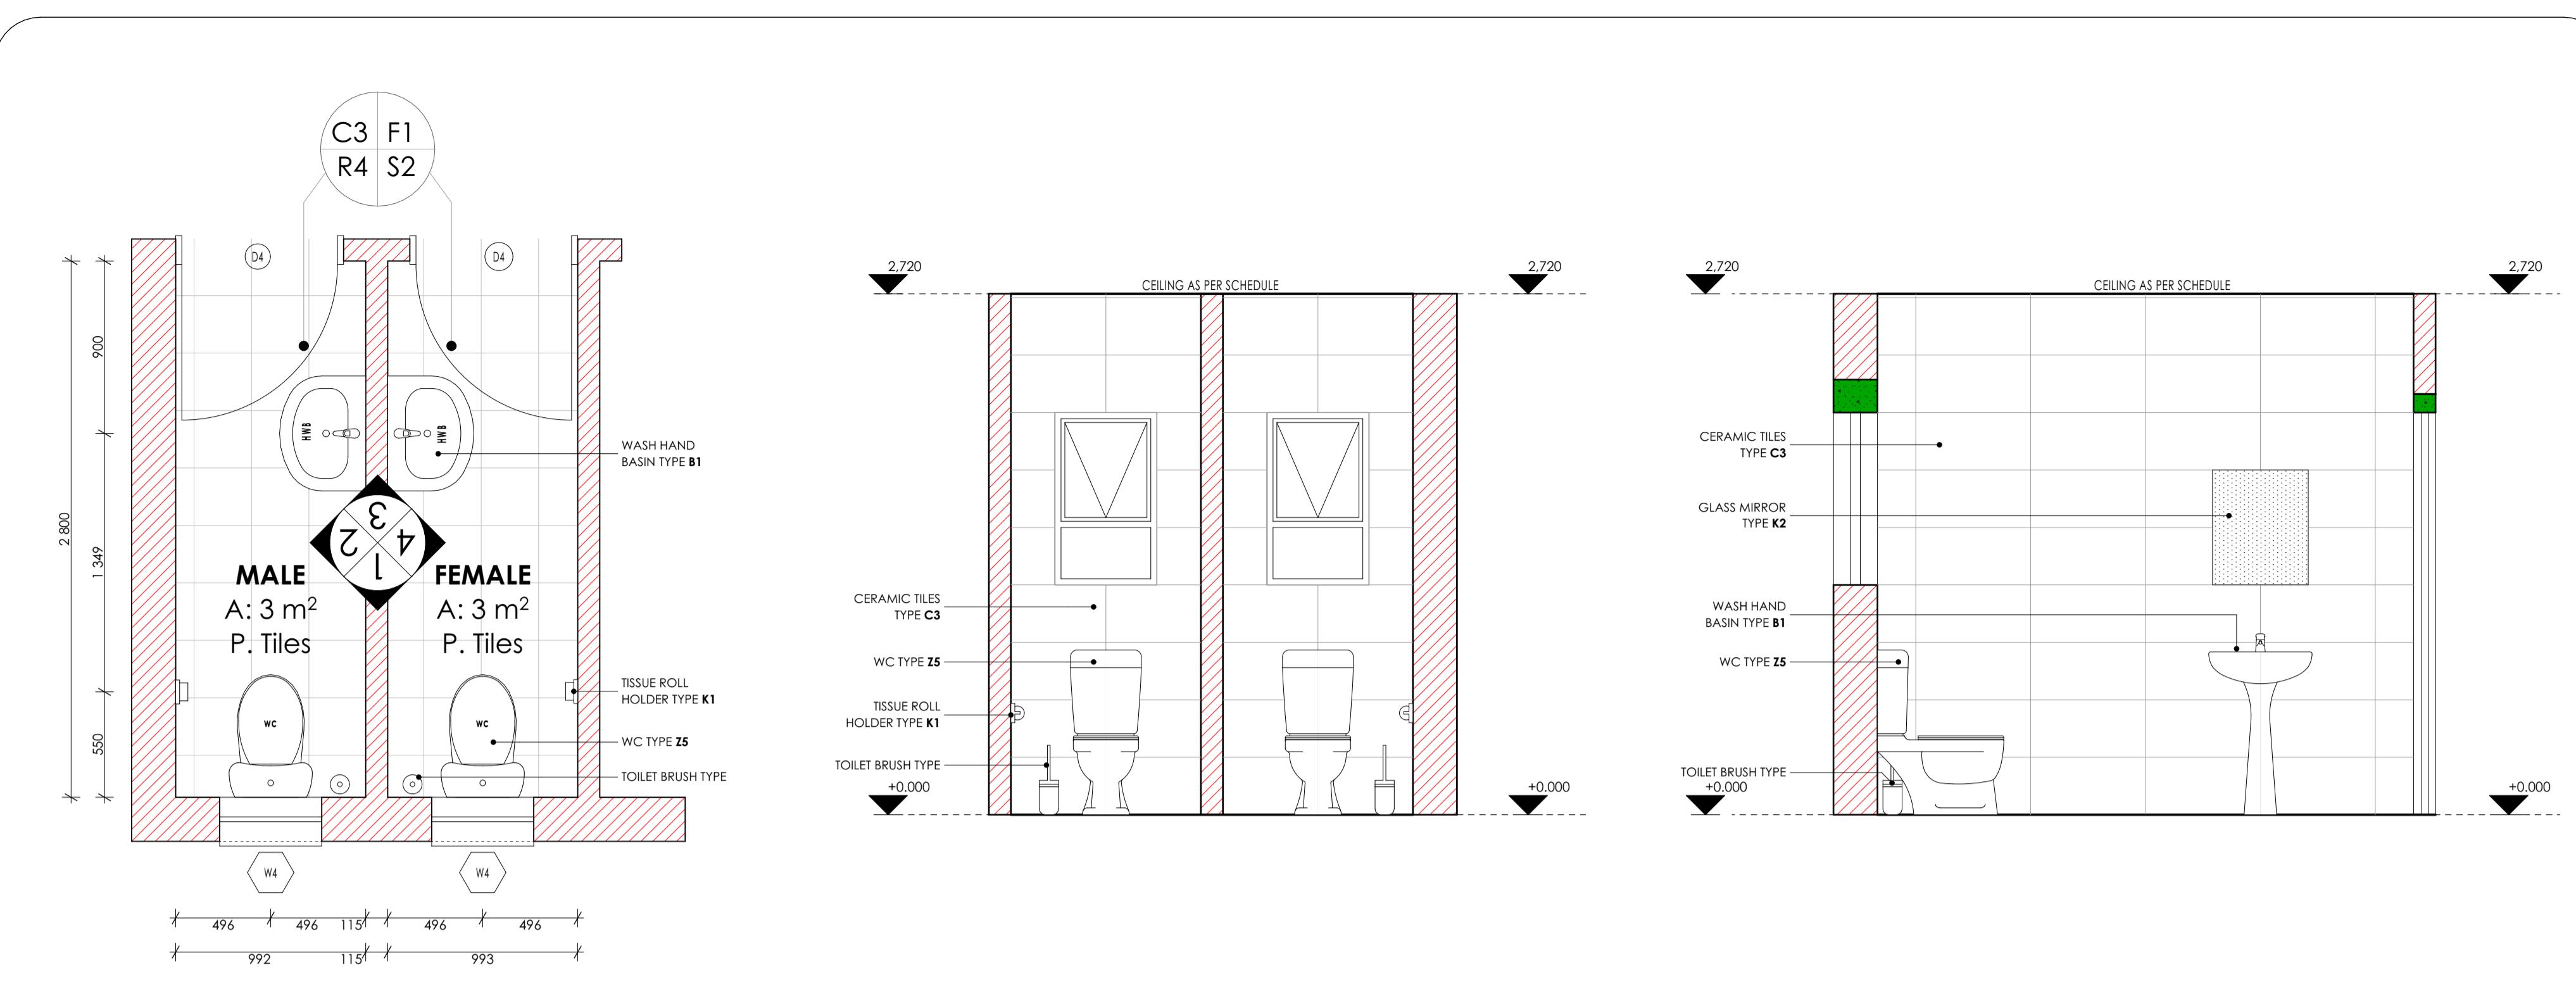 C3 F1
R4 S2
D4
D4
900
2 800
1 349
550
HWB
HWB
WASH HAND
BASIN TYPE B1
3
2
4
1
MALE
A: 3 m²
P. Tiles
FEMALE
A: 3 m²
P. Tiles
TISSUE ROLL
HOLDER TYPE K1
WC
WC
WC TYPE Z5
TOILET BRUSH TYPE
W4
W4
496 496 115 496 496
992 115 993
2,720
2,720
CEILING AS PER SCHEDULE
CERAMIC TILES
TYPE C3
WC TYPE Z5
TISSUE ROLL
HOLDER TYPE K1
TOILET BRUSH TYPE
+0.000
+0.000
2,720
2,720
CEILING AS PER SCHEDULE
CERAMIC TILES
TYPE C3
GLASS MIRROR
TYPE K2
WASH HAND
BASIN TYPE B1
WC TYPE Z5
TOILET BRUSH TYPE
+0.000
+0.000